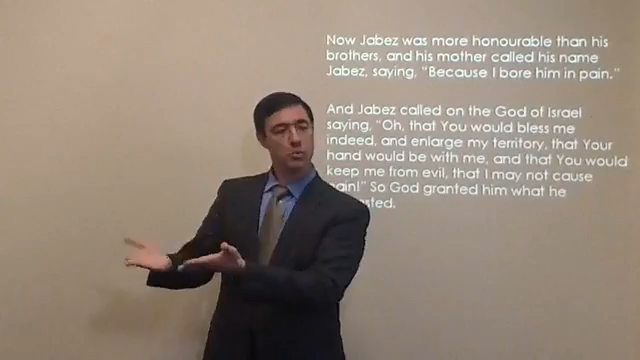 Now Jabez was more honourable than his
brothers, and his mother called his name
Jabez, saying, “Because I bore him in pain.”
And Jabez called on the God of Israel
saying, “Oh, that You would bless me
indeed, and enlarge my territory, that Your
hand would be with me, and that You would
keep me from evil, that I may not cause
So God granted him what he